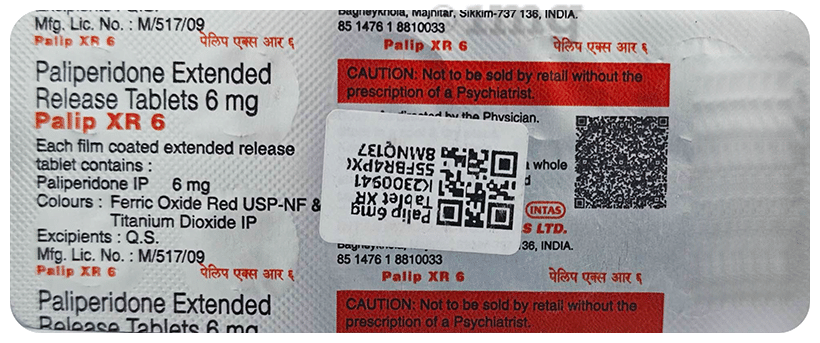 Excipients : Q.S.
Mfg. Lic. No. : M/517/09
Palip XR 6 पेलिप एक्स आर ६
Paliperidone Extended
Release Tablets 6 mg
Palip XR 6
Each film coated extended release
tablet contains :
Paliperidone IP 6 mg
Colours : Ferric Oxide Red USP-NF &
Titanium Dioxide IP
Excipients : Q.S.
Mfg. Lic. No. : M/517/09
Palip XR 6 पेलिप एक्स आर ६
Paliperidone Extended
Release Tablets 6 mg
Bagheykhola, Majhitar, Sikkim-737 136, INDIA.
85 1476 1 8810033
Palip XR 6 पेलिप एक्स आर ६
CAUTION: Not to be sold by retail without the
prescription of a Psychiatrist.
directed by the Physician.
a whole
INTAS
S LTD.
Bagheykhola, 36, INDIA.
85 1476 1 8810033
Palip XR 6 पेलिप एक्स आर ६
CAUTION: Not to be sold by retail without the
prescription of a Psychiatrist.
Palip 6mg
Tablet XR
K2300941
55FBR4PX
8MNQ137